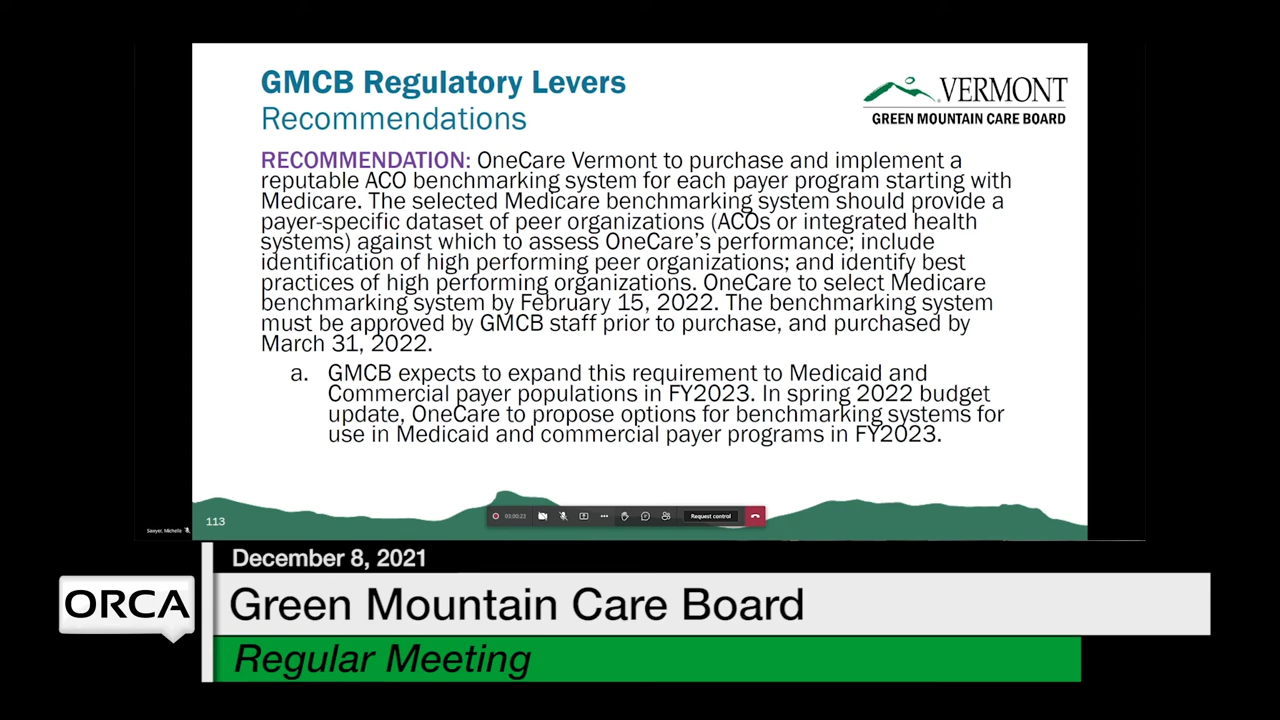 GMCB Regulatory Levers
Recommendations
VERMONT
GREEN MOUNTAIN CARE BOARD
RECOMMENDATION: OneCare Vermont to purchase and implement a
reputable ACO benchmarking system for each payer program starting with
Medicare. The selected Medicare benchmarking system should provide a
payer-specific dataset of peer organizations (ACOs or integrated health
systems) against which to assess OneCare's performance; include
identification of high performing peer organizations; and identify best
practices of high performing organizations. OneCare to select Medicare
benchmarking system by February 15, 2022. The benchmarking system
must be approved by GMCB staff prior to purchase, and purchased by
March 31, 2022.
a. GMCB expects to expand this requirement to Medicaid and
Commercial payer populations in FY2023. In spring 2022 budget
update, OneCare to propose options for benchmarking systems for
use in Medicaid and commercial payer programs in FY2023.
113
03:00:23
Request control
Sawyer, Michelle
December 8, 2021
ORCA
Green Mountain Care Board
Regular Meeting